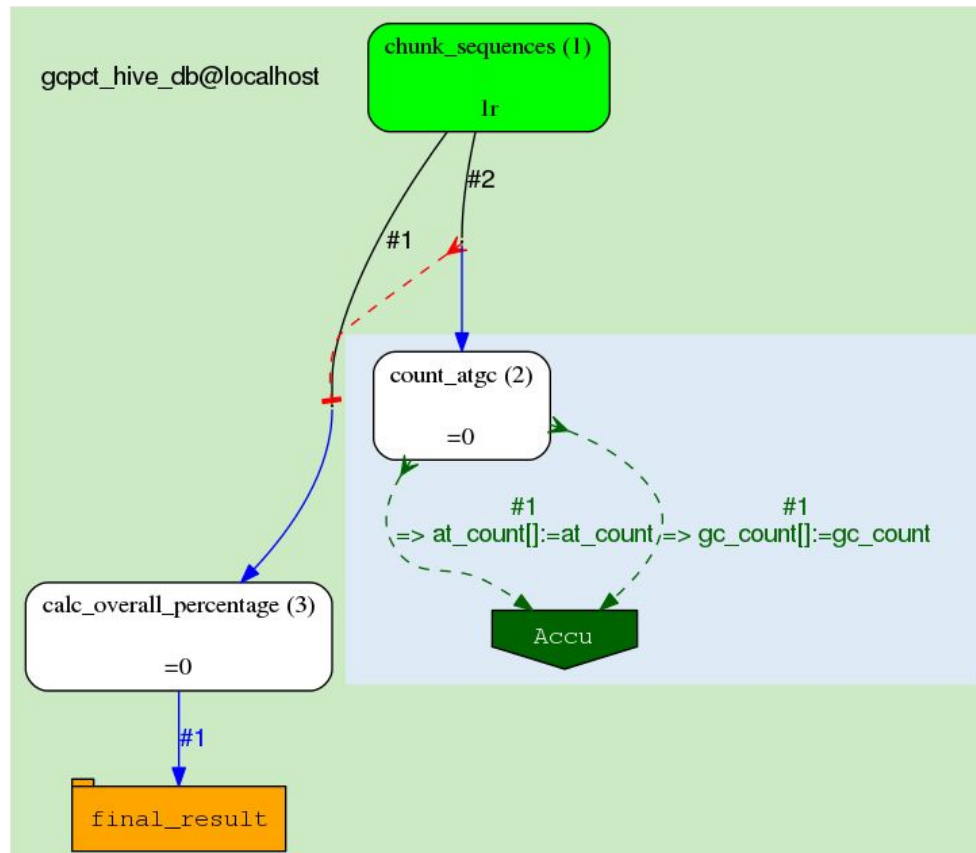 chunk_sequences (1)
gcpct_hive_db@localhost
1r
#2
#1
count_atgc (2)
=0
#1
=> at_count[]:=at_count
#1
=> gc_count[]:=gc_count
calc_overall_percentage (3)
=0
Accu
#1
final_result